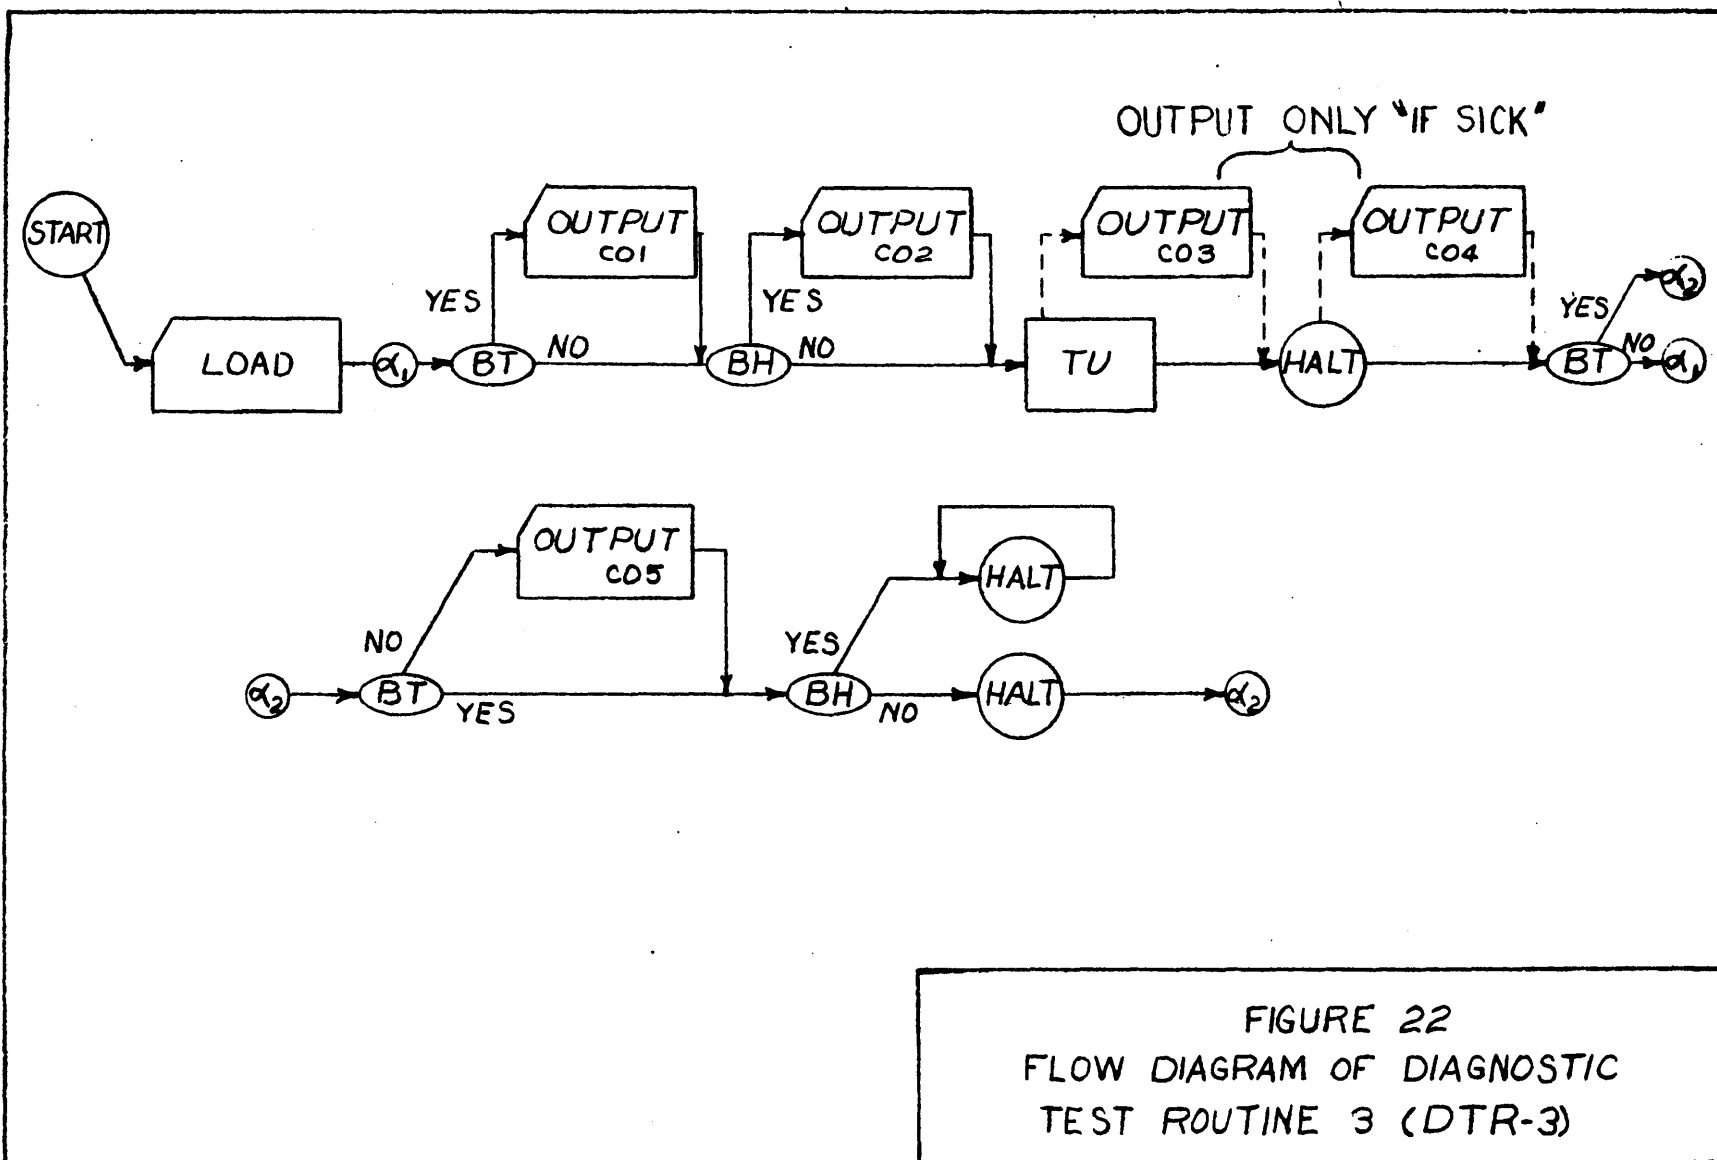 OUTPUT ONLY "IF SICK"
START
OUTPUT
CO1
OUTPUT
CO2
OUTPUT
CO3
OUTPUT
CO4
YES
YES
YES
α₂
LOAD
α₁
BT
NO
BH
NO
TU
HALT
BT
NO
α₁
OUTPUT
CO5
HALT
NO
YES
α₂
BT
YES
BH
NO
HALT
α₂
FIGURE 22
FLOW DIAGRAM OF DIAGNOSTIC
TEST ROUTINE 3 (DTR-3)